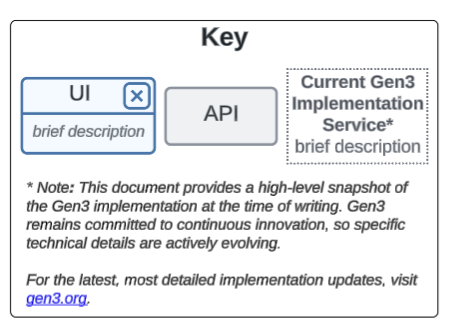 Key
UI
brief description
API
Current Gen3
Implementation
Service*
brief description
* Note: This document provides a high-level snapshot of
the Gen3 implementation at the time of writing. Gen3
remains committed to continuous innovation, so specific
technical details are actively evolving.
For the latest, most detailed implementation updates, visit
gen3.org.